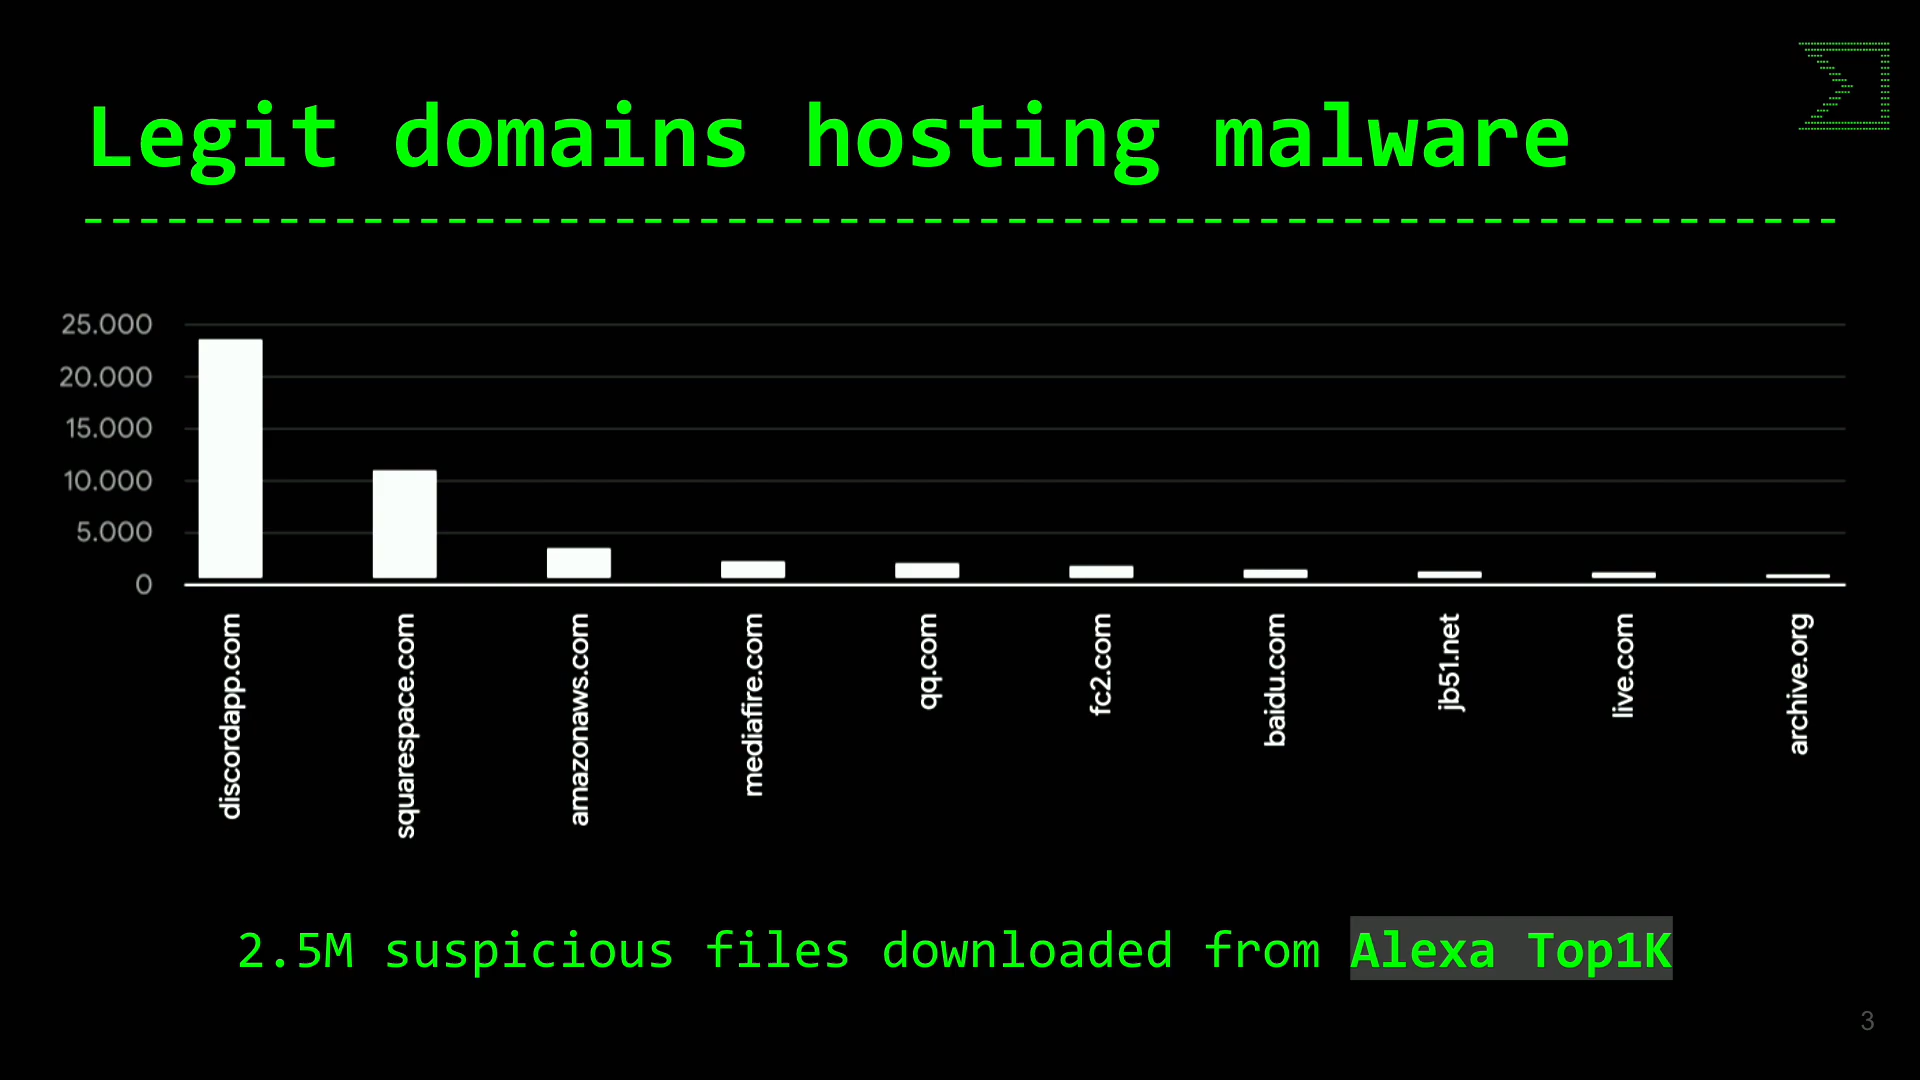 Legit domains hosting malware
25.000
20.000
15.000
10.000
5.000
0
discordapp.com
squarespace.com
amazonaws.com
mediafire.com
qq.com
fc2.com
baidu.com
jb51.net
live.com
archive.org
2.5M suspicious files downloaded from Alexa Top1K
3